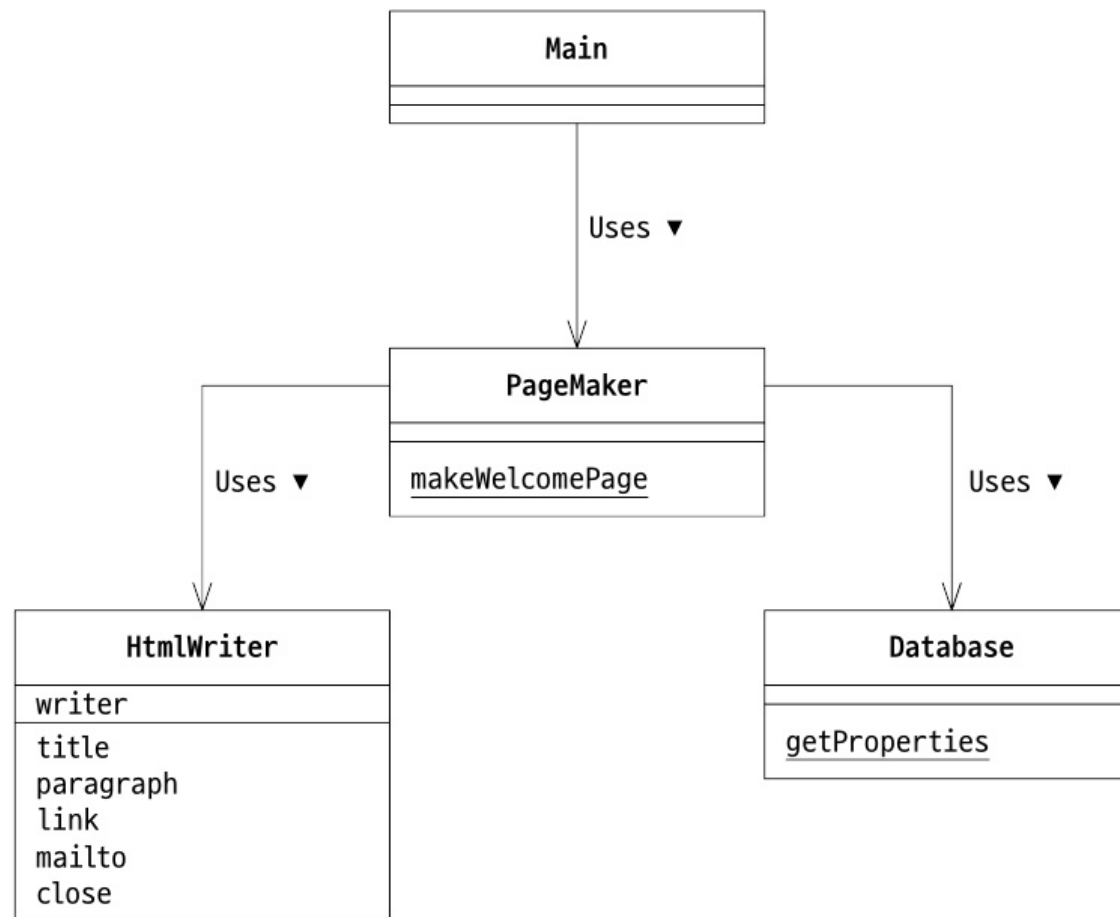 Main
Uses ▼
PageMaker
makeWelcomePage
Uses ▼
Uses ▼
HtmlWriter
writer
title
paragraph
link
mailto
close
Database
getProperties